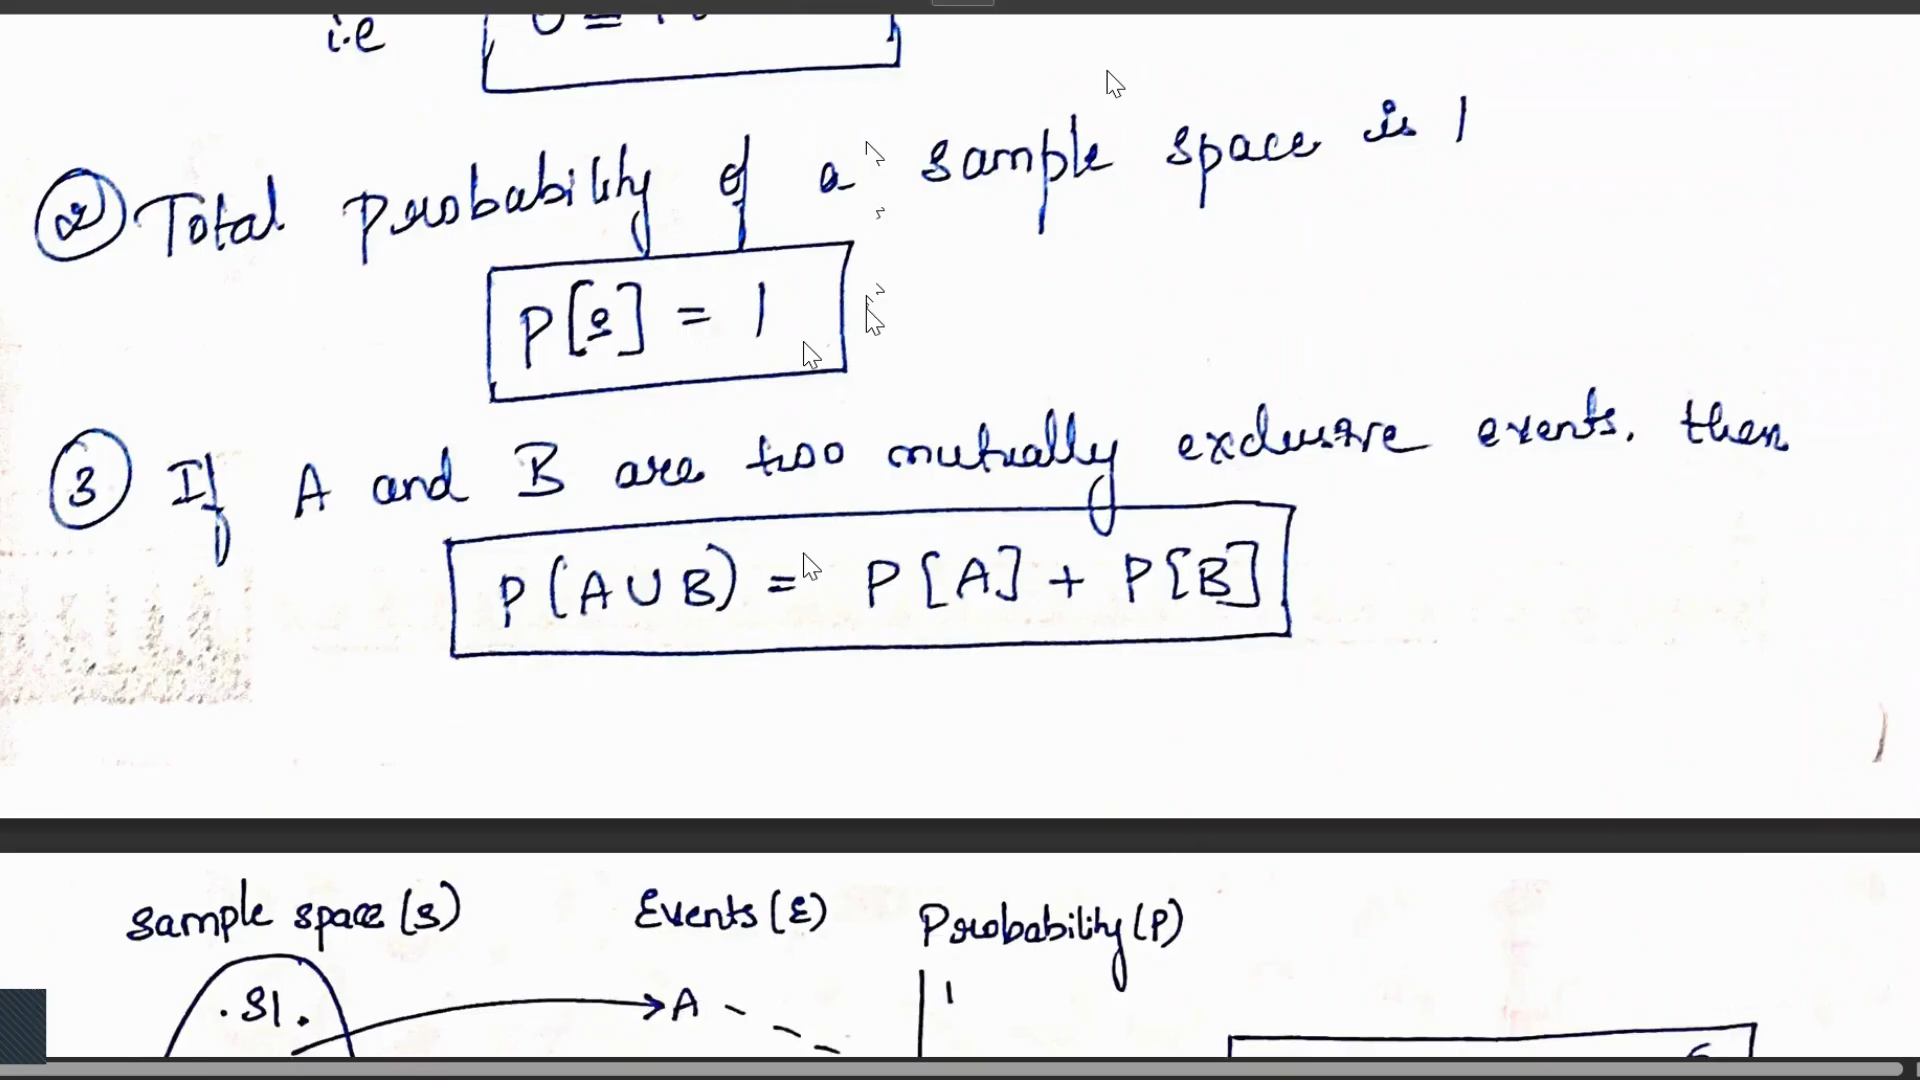 i.e
② Total probability of a sample space is 1
P[s] = 1
③ If A and B are two mutually exclusive events, then
P(A∪B) = P[A] + P[B]
Sample space (s) Events (E) Probability (P)
.S1. A 1